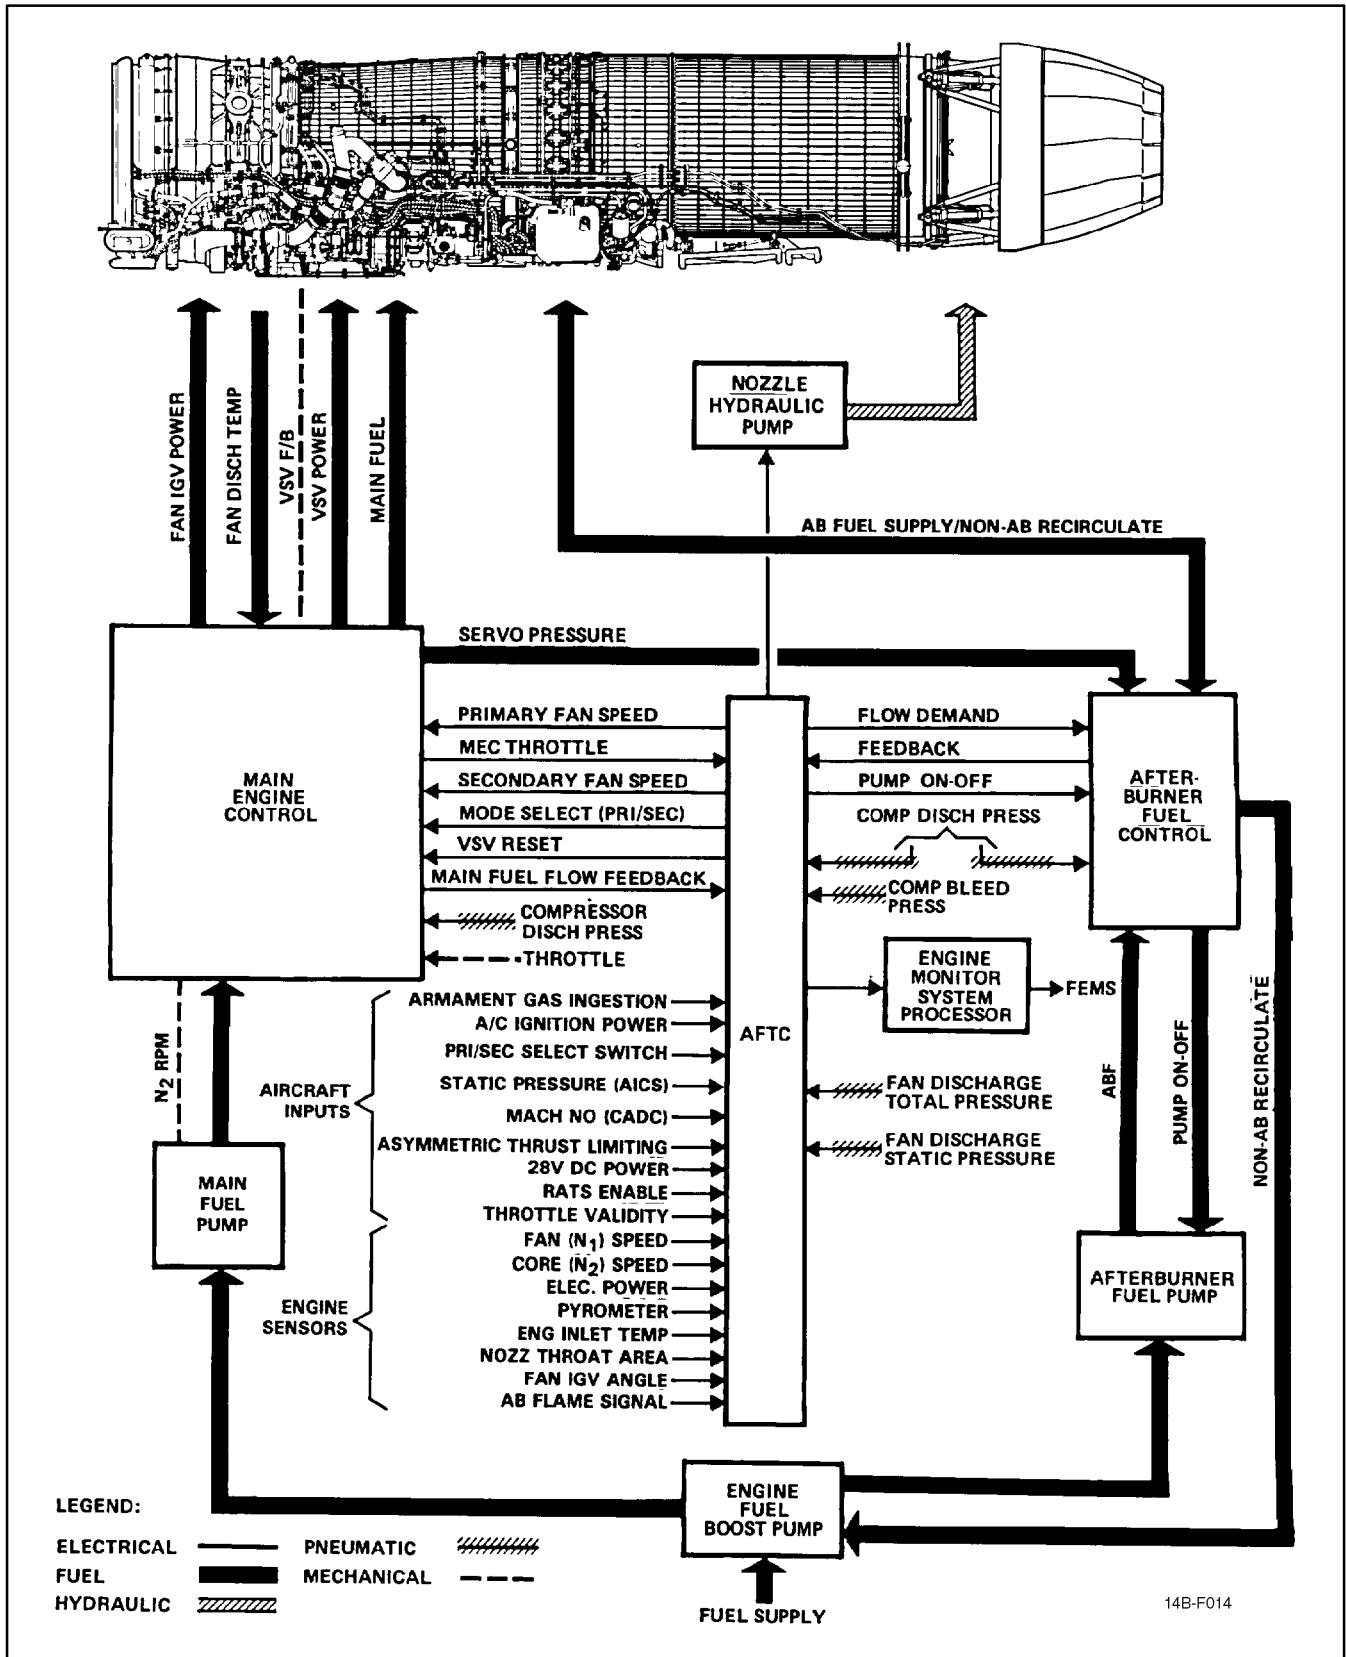 NOZZLE
HYDRAULIC
PUMP
FAN IGV POWER
FAN DISCH TEMP
VSV F/B
VSV POWER
MAIN FUEL
AB FUEL SUPPLY/NON-AB RECIRCULATE
SERVO PRESSURE
MAIN
ENGINE
CONTROL
PRIMARY FAN SPEED
MEC THROTTLE
SECONDARY FAN SPEED
MODE SELECT (PRI/SEC)
VSV RESET
MAIN FUEL FLOW FEEDBACK
COMPRESSOR
DISCH PRESS
THROTTLE
FLOW DEMAND
FEEDBACK
PUMP ON-OFF
COMP DISCH PRESS
COMP BLEED
PRESS
AFTER-
BURNER
FUEL
CONTROL
ENGINE
MONITOR
SYSTEM
PROCESSOR
FEMS
AFTC
N2 RPM
AIRCRAFT
INPUTS
ARMAMENT GAS INGESTION
A/C IGNITION POWER
PRI/SEC SELECT SWITCH
STATIC PRESSURE (AICS)
MACH NO (CADC)
ASYMMETRIC THRUST LIMITING
28V DC POWER
RATS ENABLE
THROTTLE VALIDITY
FAN DISCHARGE
TOTAL PRESSURE
FAN DISCHARGE
STATIC PRESSURE
ABF
PUMP ON-OFF
NON-AB RECIRCULATE
MAIN
FUEL
PUMP
ENGINE
SENSORS
FAN (N1) SPEED
CORE (N2) SPEED
ELEC. POWER
PYROMETER
ENG INLET TEMP
NOZZ THROAT AREA
FAN IGV ANGLE
AB FLAME SIGNAL
AFTERBURNER
FUEL PUMP
ENGINE
FUEL
BOOST PUMP
FUEL SUPPLY
LEGEND:
ELECTRICAL
PNEUMATIC
FUEL
MECHANICAL
HYDRAULIC
14B-F014